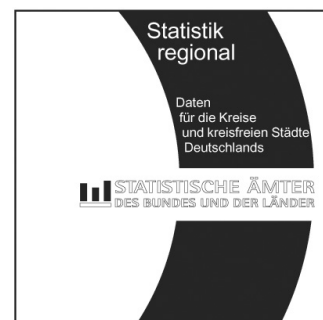 Statistik
regional
Daten
für die Kreise
und kreisfreien Städte
Deutschlands
STATISTISCHE ÄMTER
DES BUNDES UND DER LÄNDER